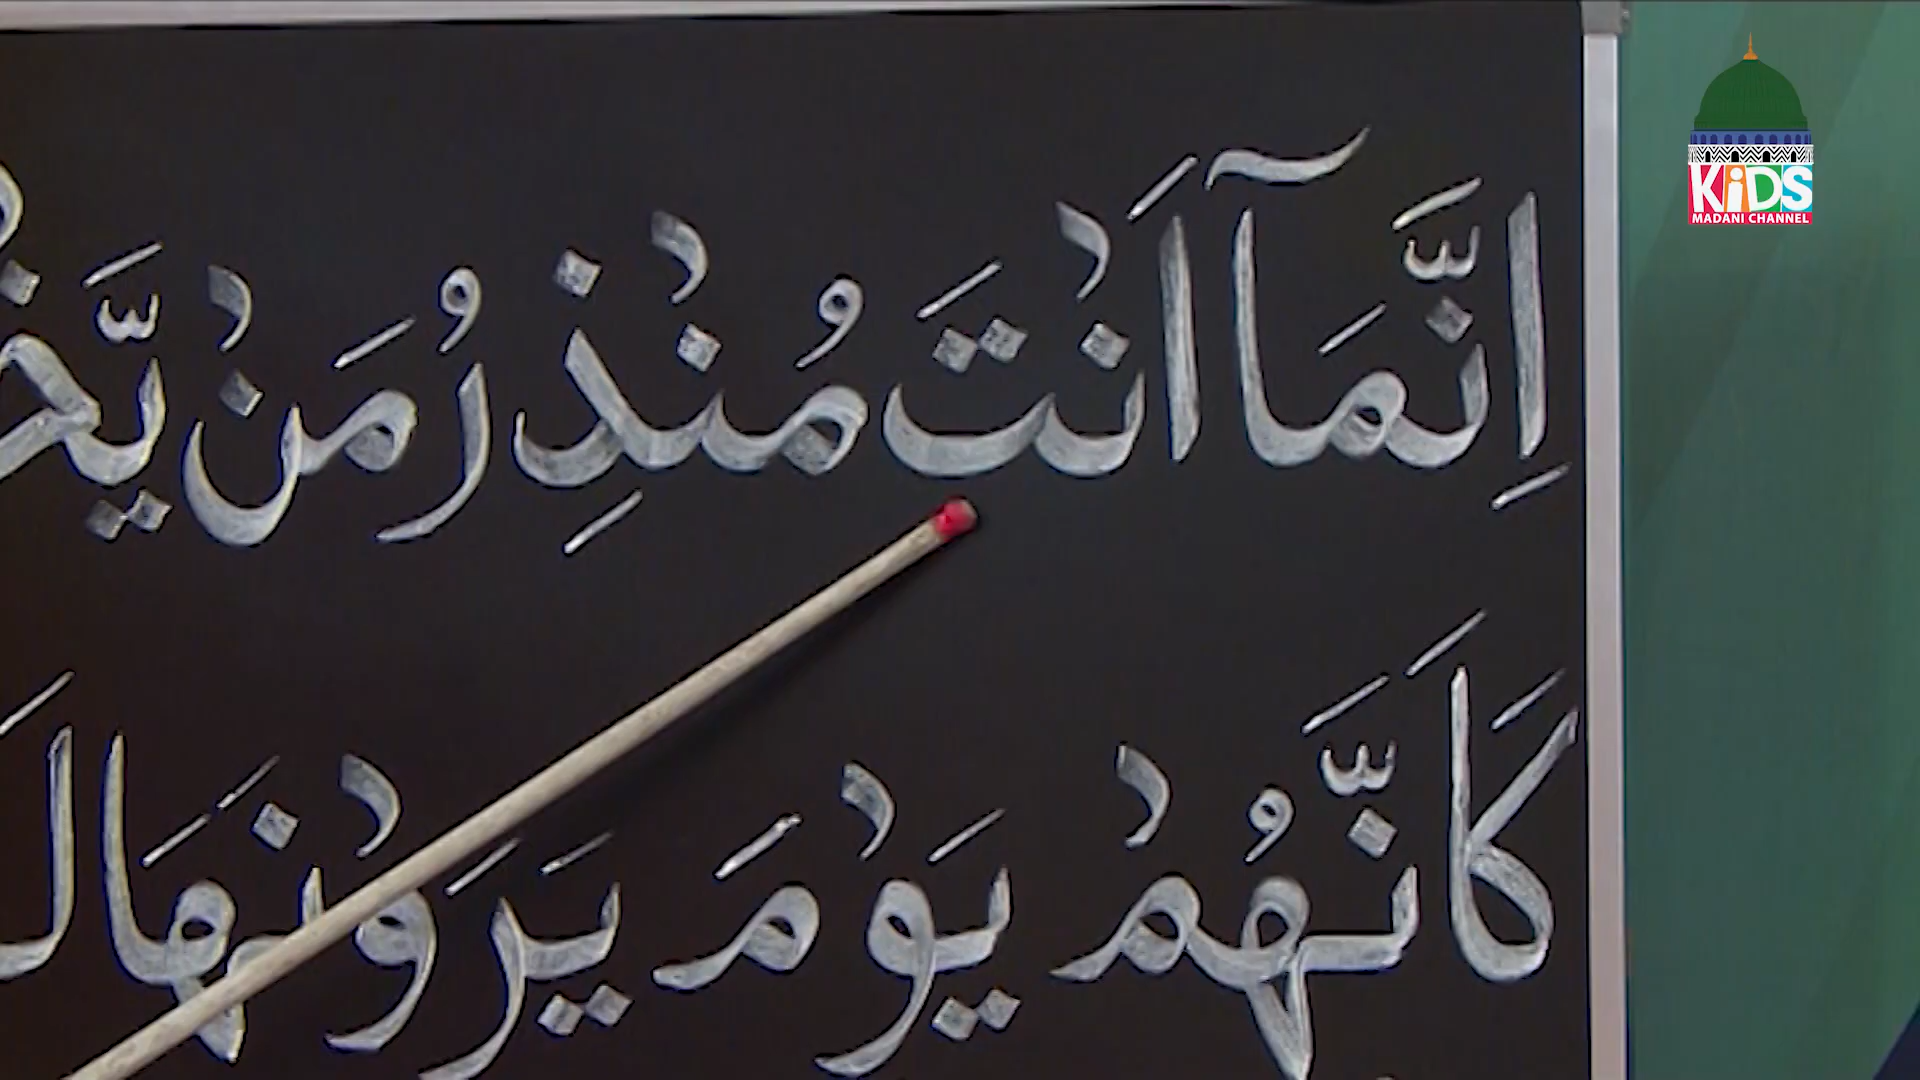 اِنَّمَآ اَنْتَ مُنْذِرُ مَنْ
كَاَنَّهُمْ يَوْمَ يَرَوْنَهَا
KiDS
MADANI CHANNEL